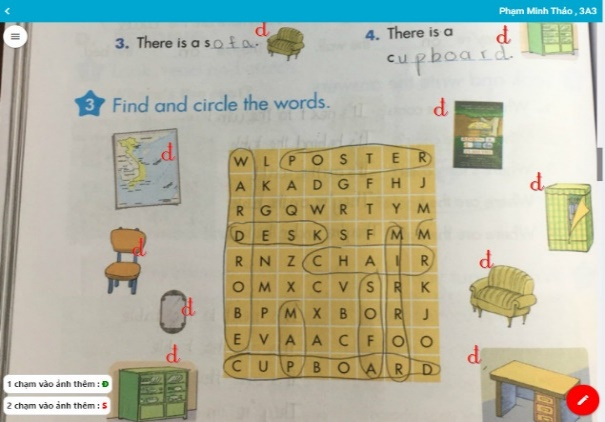 Phạm Minh Thảo , 3A3
đ
đ
3. There is a sofa.
4. There is a
cupboard.
3 Find and circle the words.
đ
đ
W L P O S T E R
A K A D G F H J
đ
R G Q W R T Y M
D E S K S F M M
đ
R N Z C H A I R
đ
O M X C V S R K
B P M X B O R J
đ
E V A A C F O O
đ
đ
C U P B O A R D
1 chạm vào ảnh thêm : Đ
2 chạm vào ảnh thêm : S